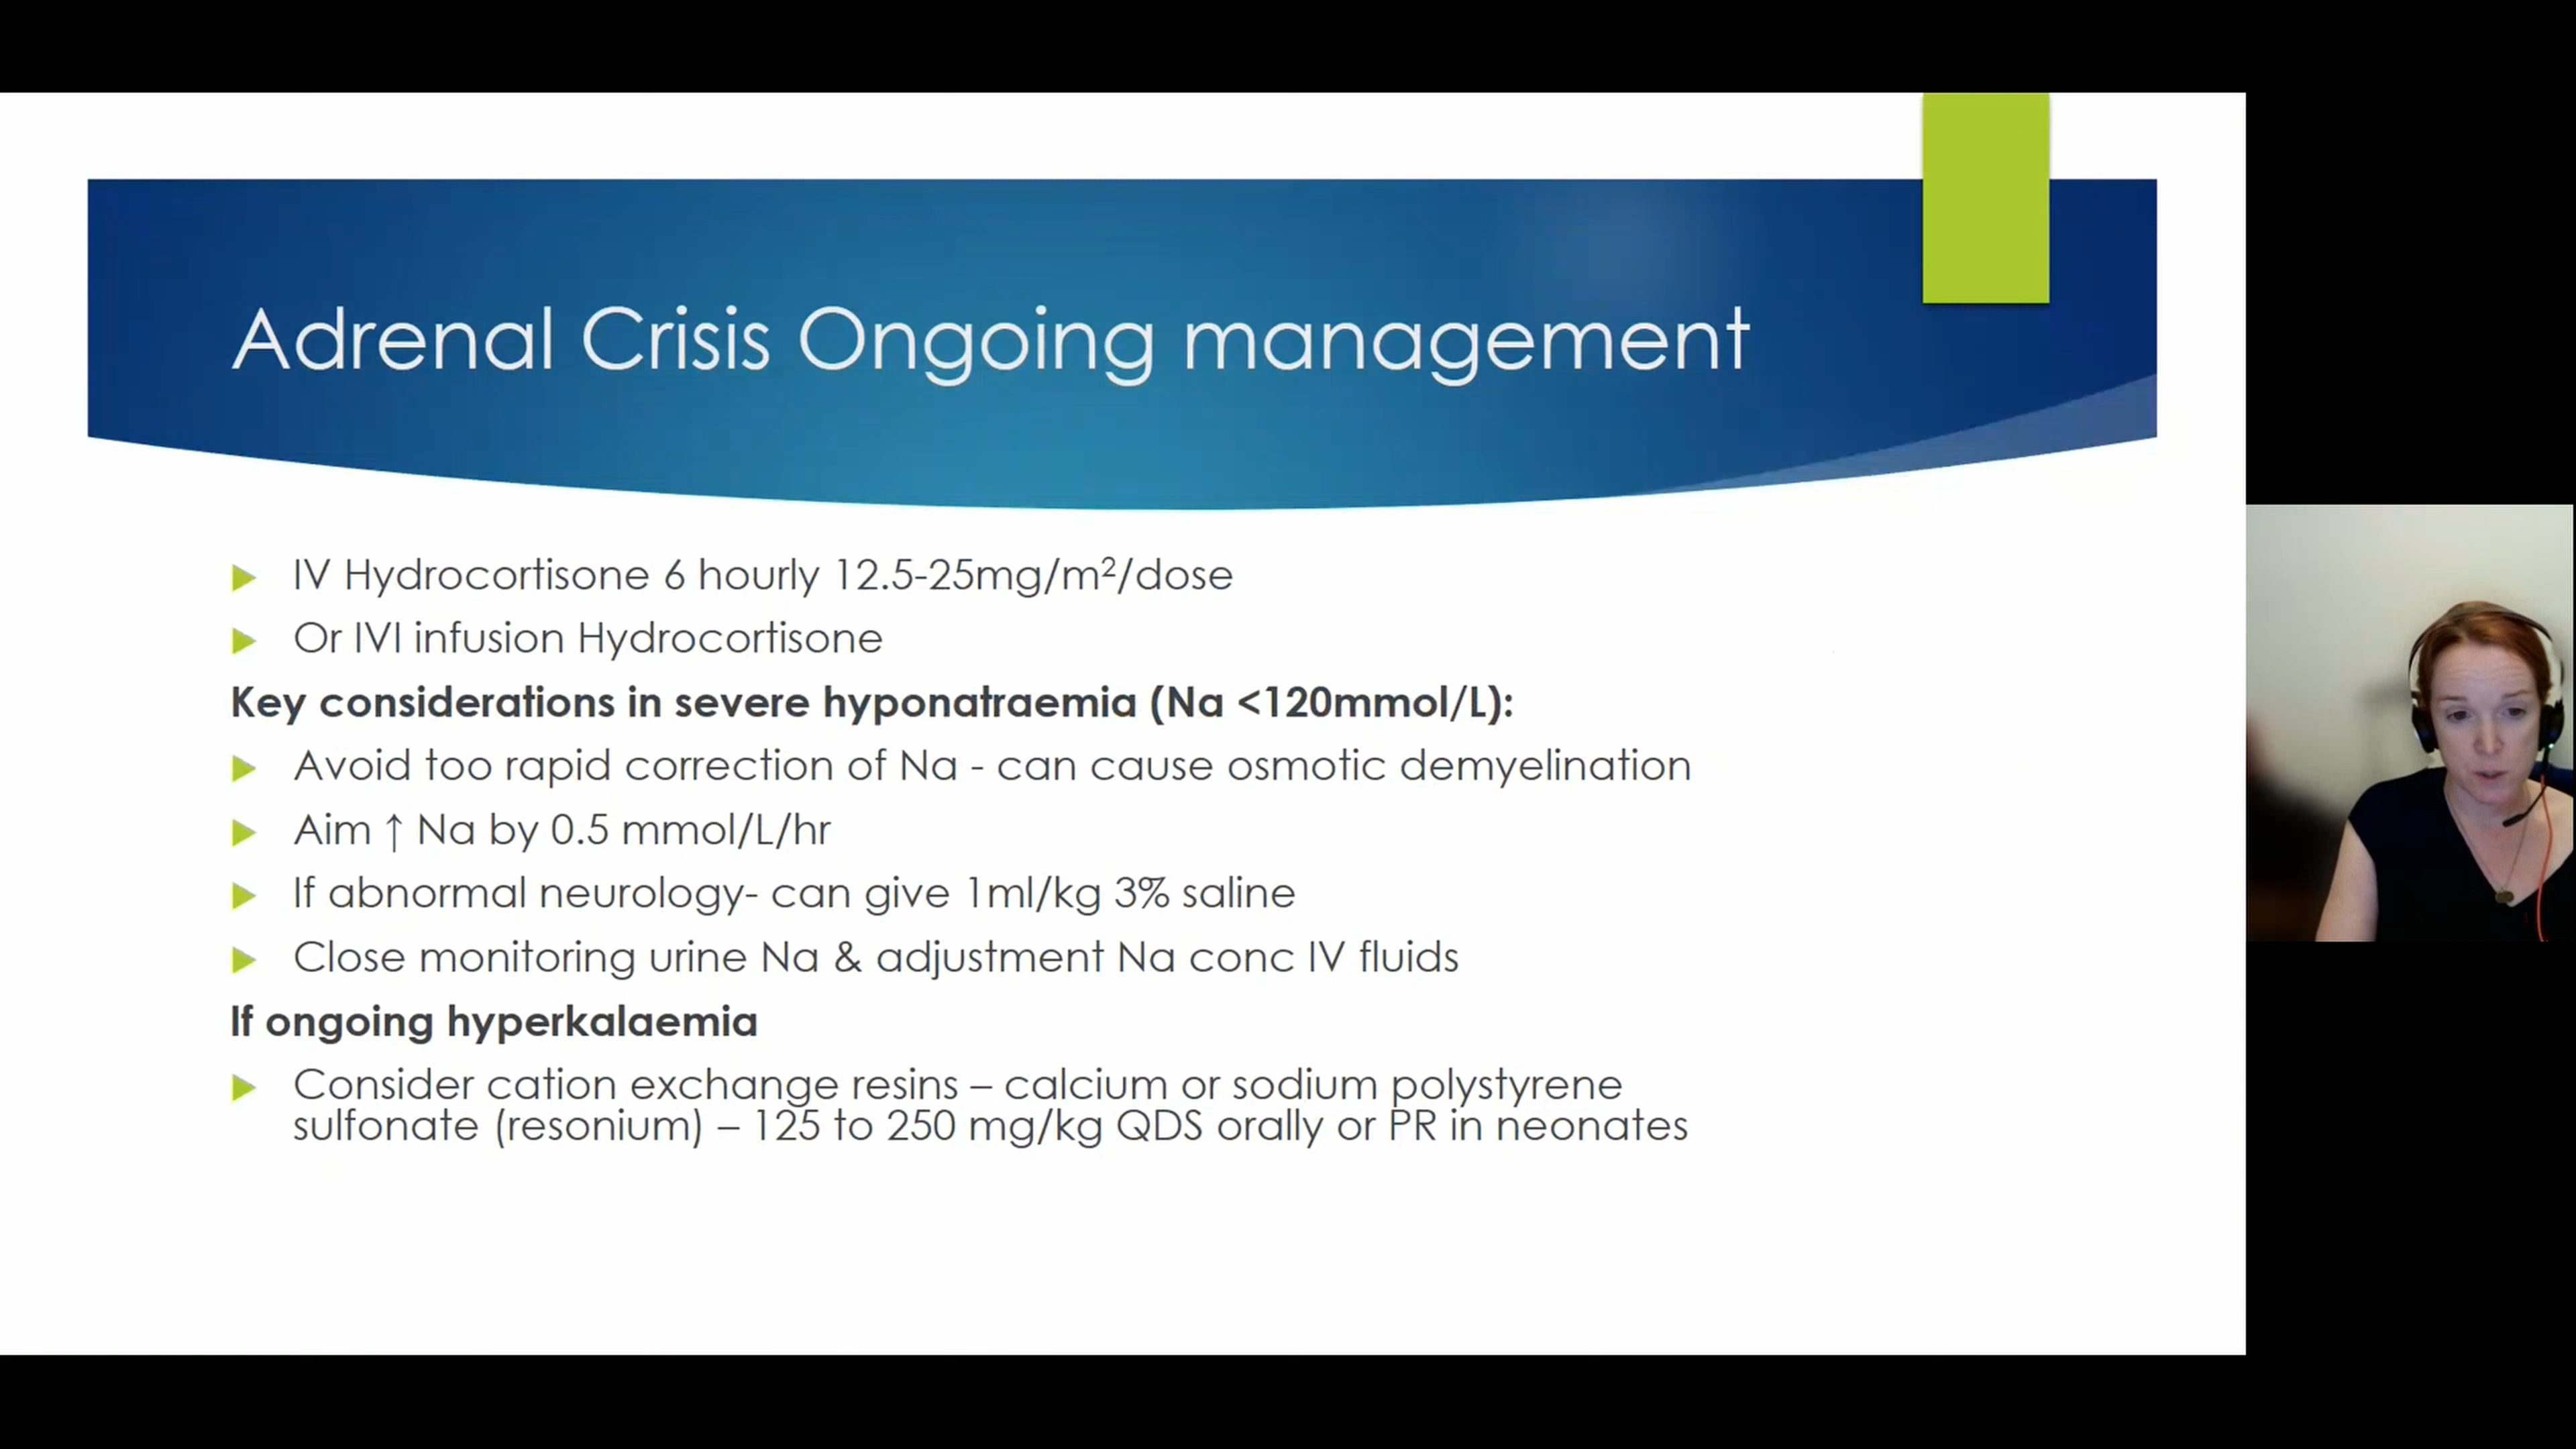 Adrenal Crisis Ongoing management
IV Hydrocortisone 6 hourly 12.5-25mg/m²/dose
Or IVI infusion Hydrocortisone
Key considerations in severe hyponatraemia (Na <120mmol/L):
Avoid too rapid correction of Na - can cause osmotic demyelination
Aim ↑ Na by 0.5 mmol/L/hr
If abnormal neurology- can give 1ml/kg 3% saline
Close monitoring urine Na & adjustment Na conc IV fluids
If ongoing hyperkalaemia
Consider cation exchange resins – calcium or sodium polystyrene
sulfonate (resonium) – 125 to 250 mg/kg QDS orally or PR in neonates